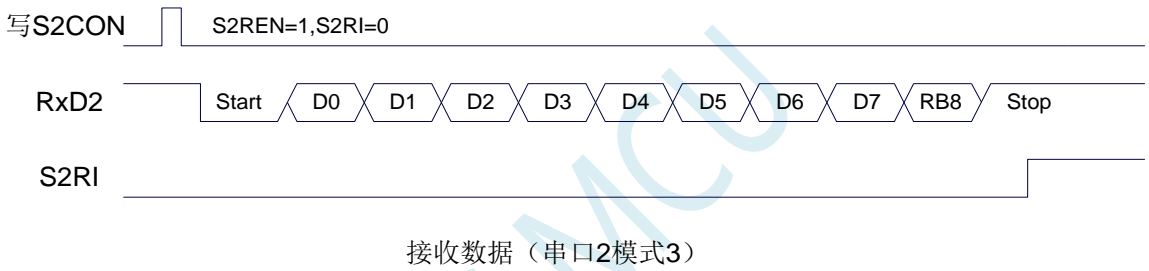 写S2CON S2REN=1,S2RI=0
RxD2 Start D0 D1 D2 D3 D4 D5 D6 D7 RB8 Stop
S2RI
接收数据（串口2模式3）
MCU